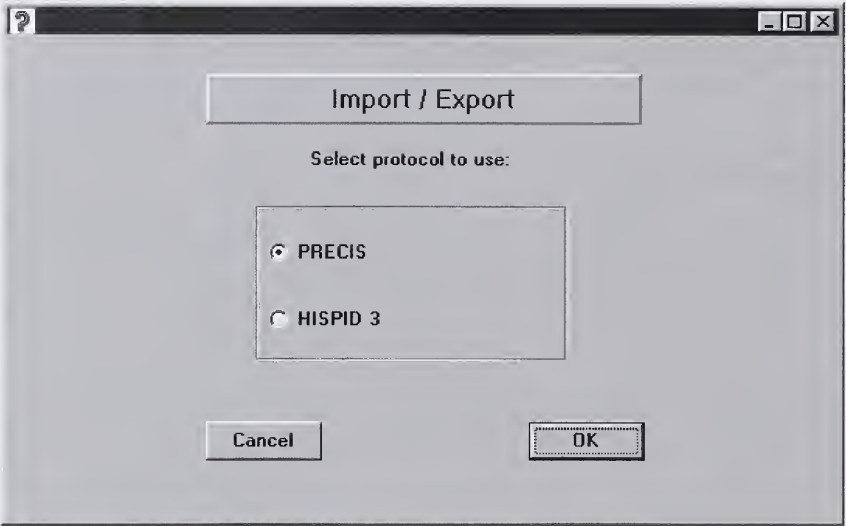 Import / Export
Select protocol to use:
PRECIS
HISPID 3
Cancel
OK